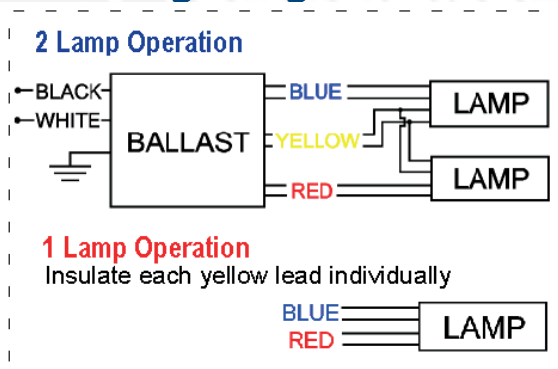 2 Lamp Operation
BLACK
WHITE
BALLAST
BLUE
YELLOW
RED
LAMP
LAMP
1 Lamp Operation
Insulate each yellow lead individually
BLUE
RED
LAMP